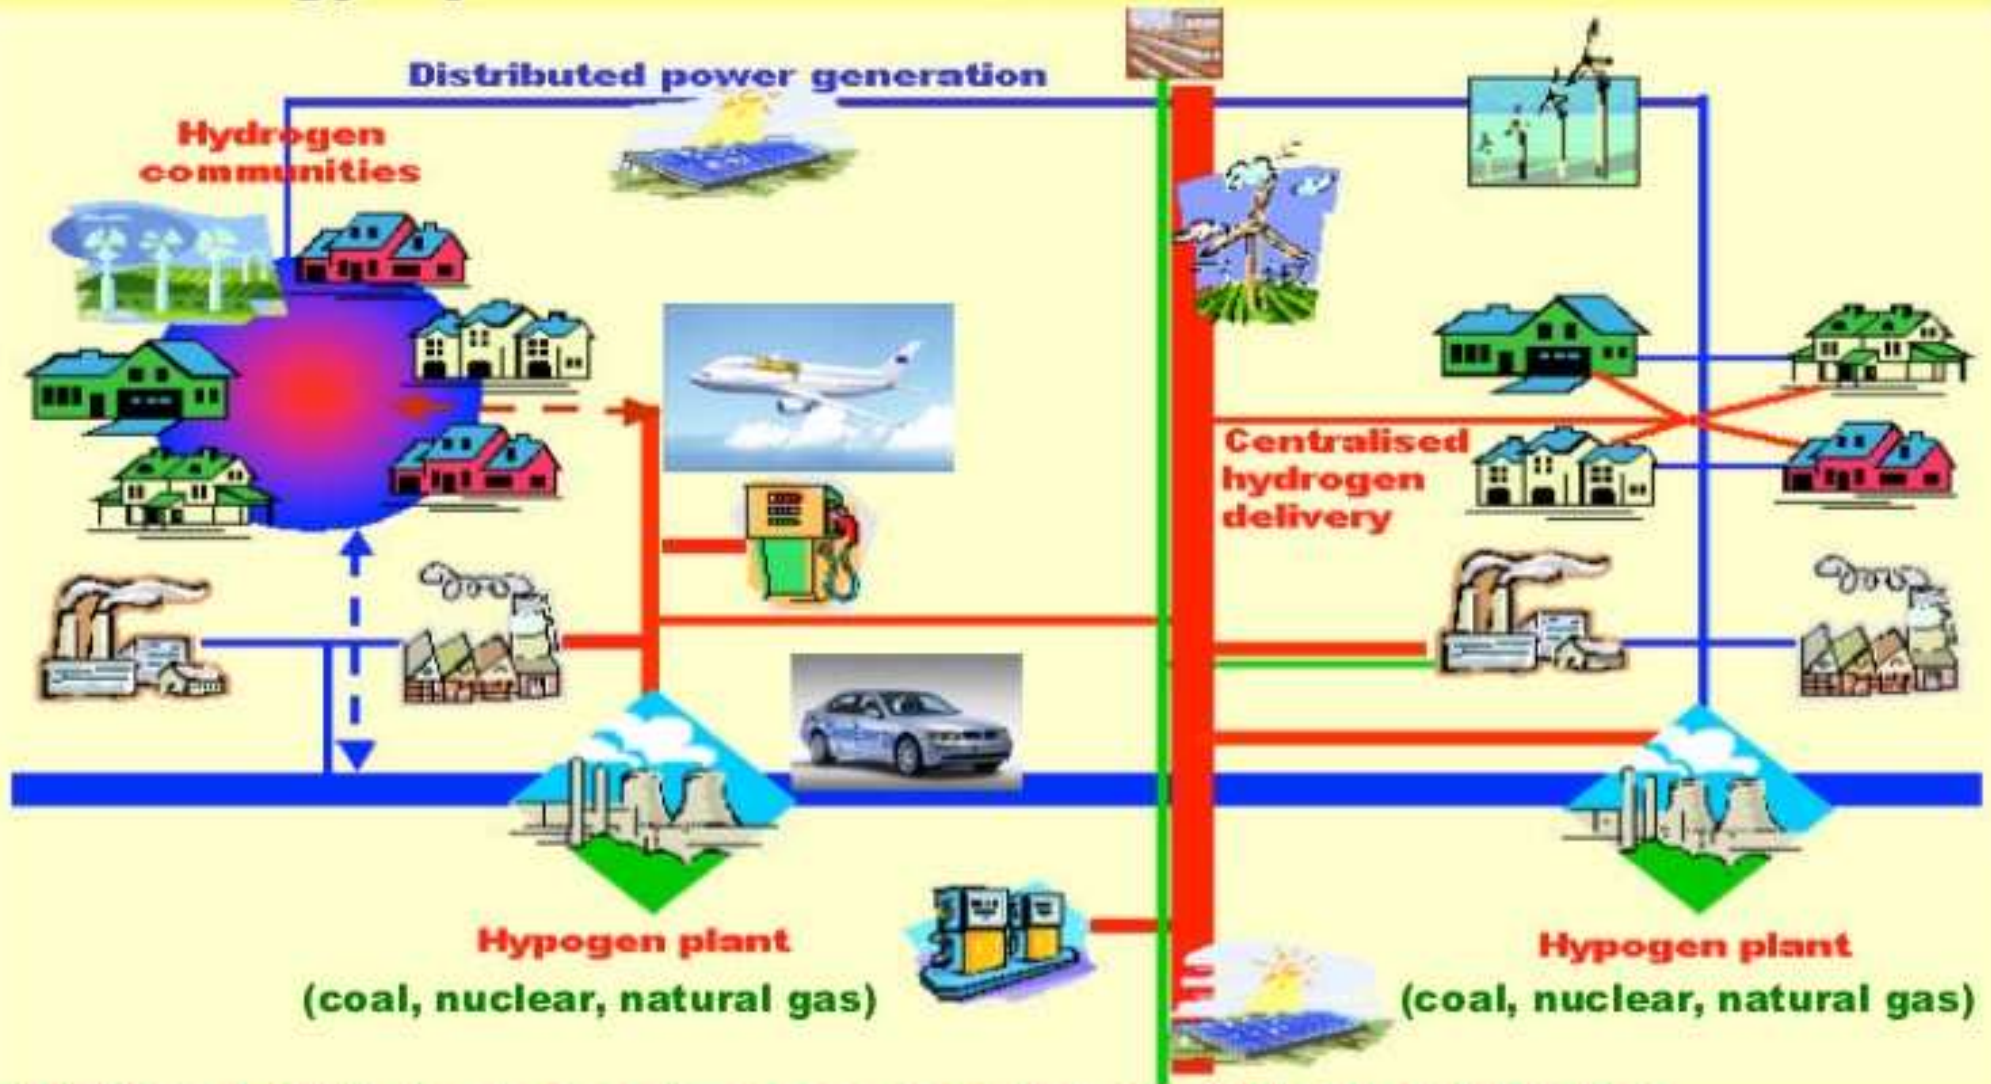 Distributed power generation
Hydrogen
communities
Centralised
hydrogen
delivery
Hypogen plant
(coal, nuclear, natural gas)
Hypogen plant
(coal, nuclear, natural gas)